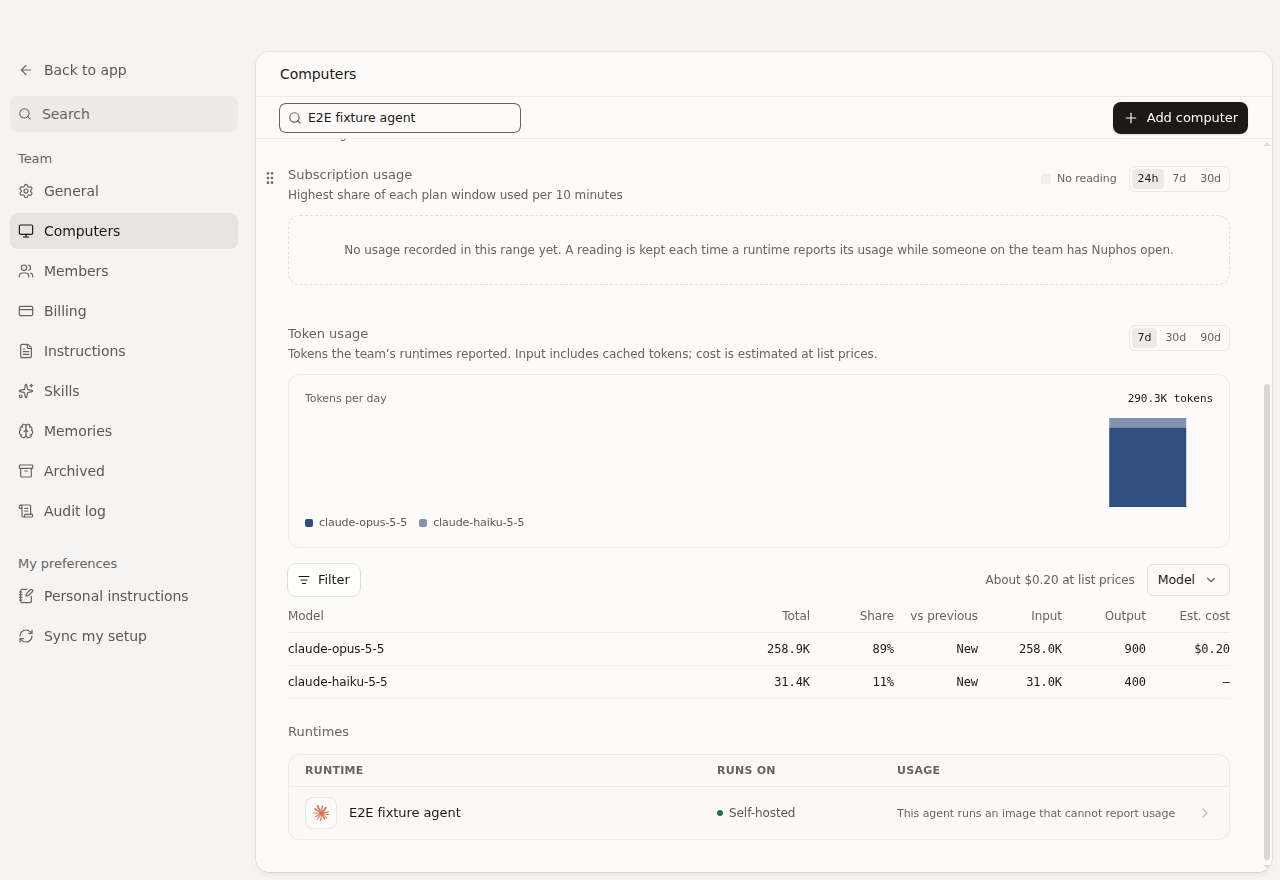 Back to app
Search
Team
General
Computers
Members
Billing
Instructions
Skills
Memories
Archived
Audit log
My preferences
Personal instructions
Sync my setup
Computers
E2E fixture agent
Add computer
Subscription usage
No reading
24h 7d 30d
Highest share of each plan window used per 10 minutes
No usage recorded in this range yet. A reading is kept each time a runtime reports its usage while someone on the team has Nuphos open.
Token usage
7d 30d 90d
Tokens the team’s runtimes reported. Input includes cached tokens; cost is estimated at list prices.
Tokens per day 290.3K tokens
claude-opus-5-5 claude-haiku-5-5
Filter About $0.20 at list prices Model
Model Total Share vs previous Input Output Est. cost
claude-opus-5-5 258.9K 89% New 258.0K 900 $0.20
claude-haiku-5-5 31.4K 11% New 31.0K 400 —
Runtimes
RUNTIME RUNS ON USAGE
E2E fixture agent Self-hosted This agent runs an image that cannot report usage